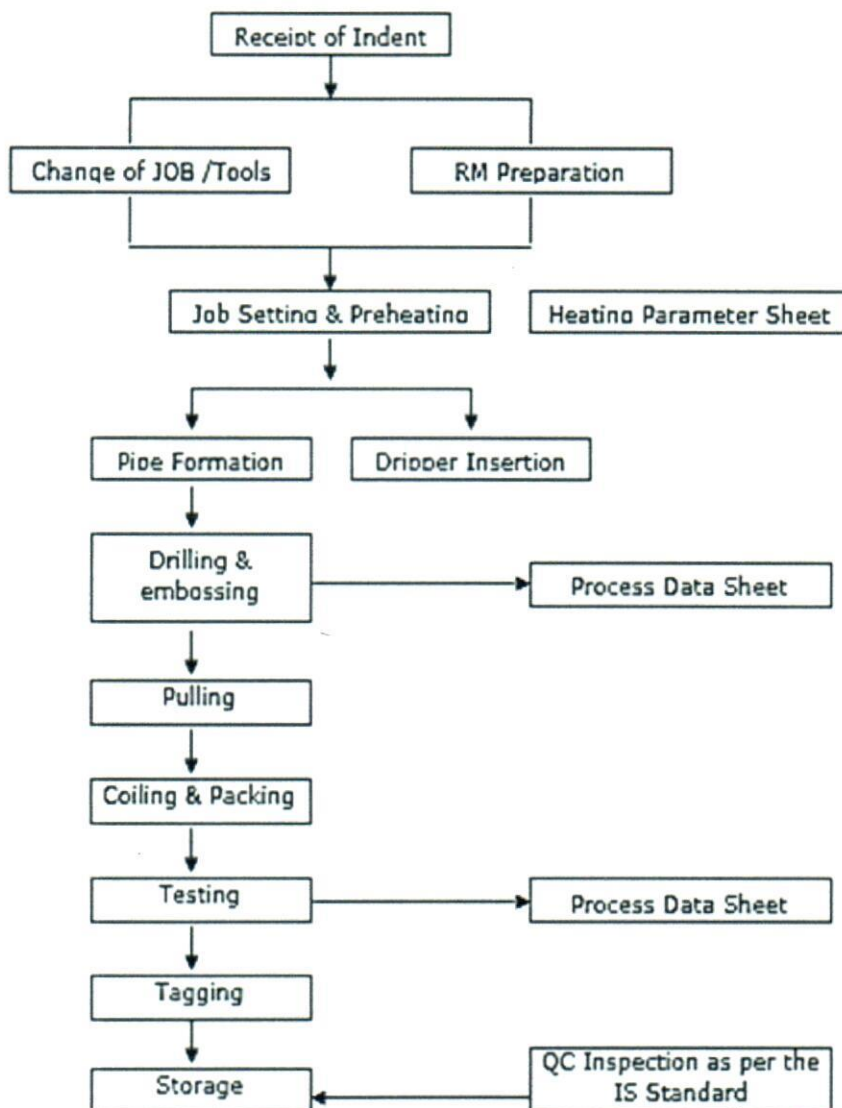 Receipt of Indent
Change of JOB /Tools
RM Preparation
Job Setting & Preheating
Heating Parameter Sheet
Pipe Formation
Dripper Insertion
Drilling &
embossing
Process Data Sheet
Pulling
Coiling & Packing
Testing
Process Data Sheet
Tagging
Storage
QC Inspection as per the
IS Standard